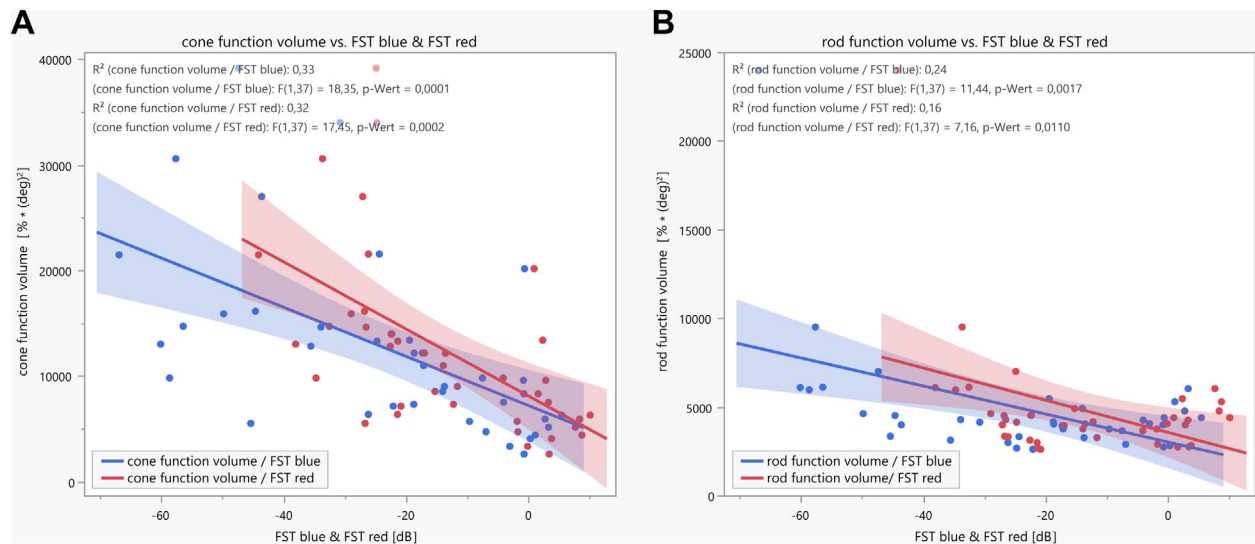 A
cone function volume vs. FST blue & FST red
R² (cone function volume / FST blue): 0,33
(cone function volume / FST blue): F(1,37) = 18,35, p-Wert = 0,0001
R² (cone function volume / FST red): 0,32
(cone function volume / FST red): F(1,37) = 17,45, p-Wert = 0,0002
cone function volume [% * (deg)²]
40000
30000
20000
10000
0
cone function volume / FST blue
cone function volume / FST red
-60
-40
-20
0
FST blue & FST red [dB]
B
rod function volume vs. FST blue & FST red
R² (rod function volume / FST blue): 0,24
(rod function volume / FST blue): F(1,37) = 11,44, p-Wert = 0,0017
R² (rod function volume / FST red): 0,16
(rod function volume / FST red): F(1,37) = 7,16, p-Wert = 0,0110
rod function volume [% * (deg)²]
25000
20000
15000
10000
5000
0
rod function volume / FST blue
rod function volume/ FST red
-60
-40
-20
0
FST blue & FST red [dB]